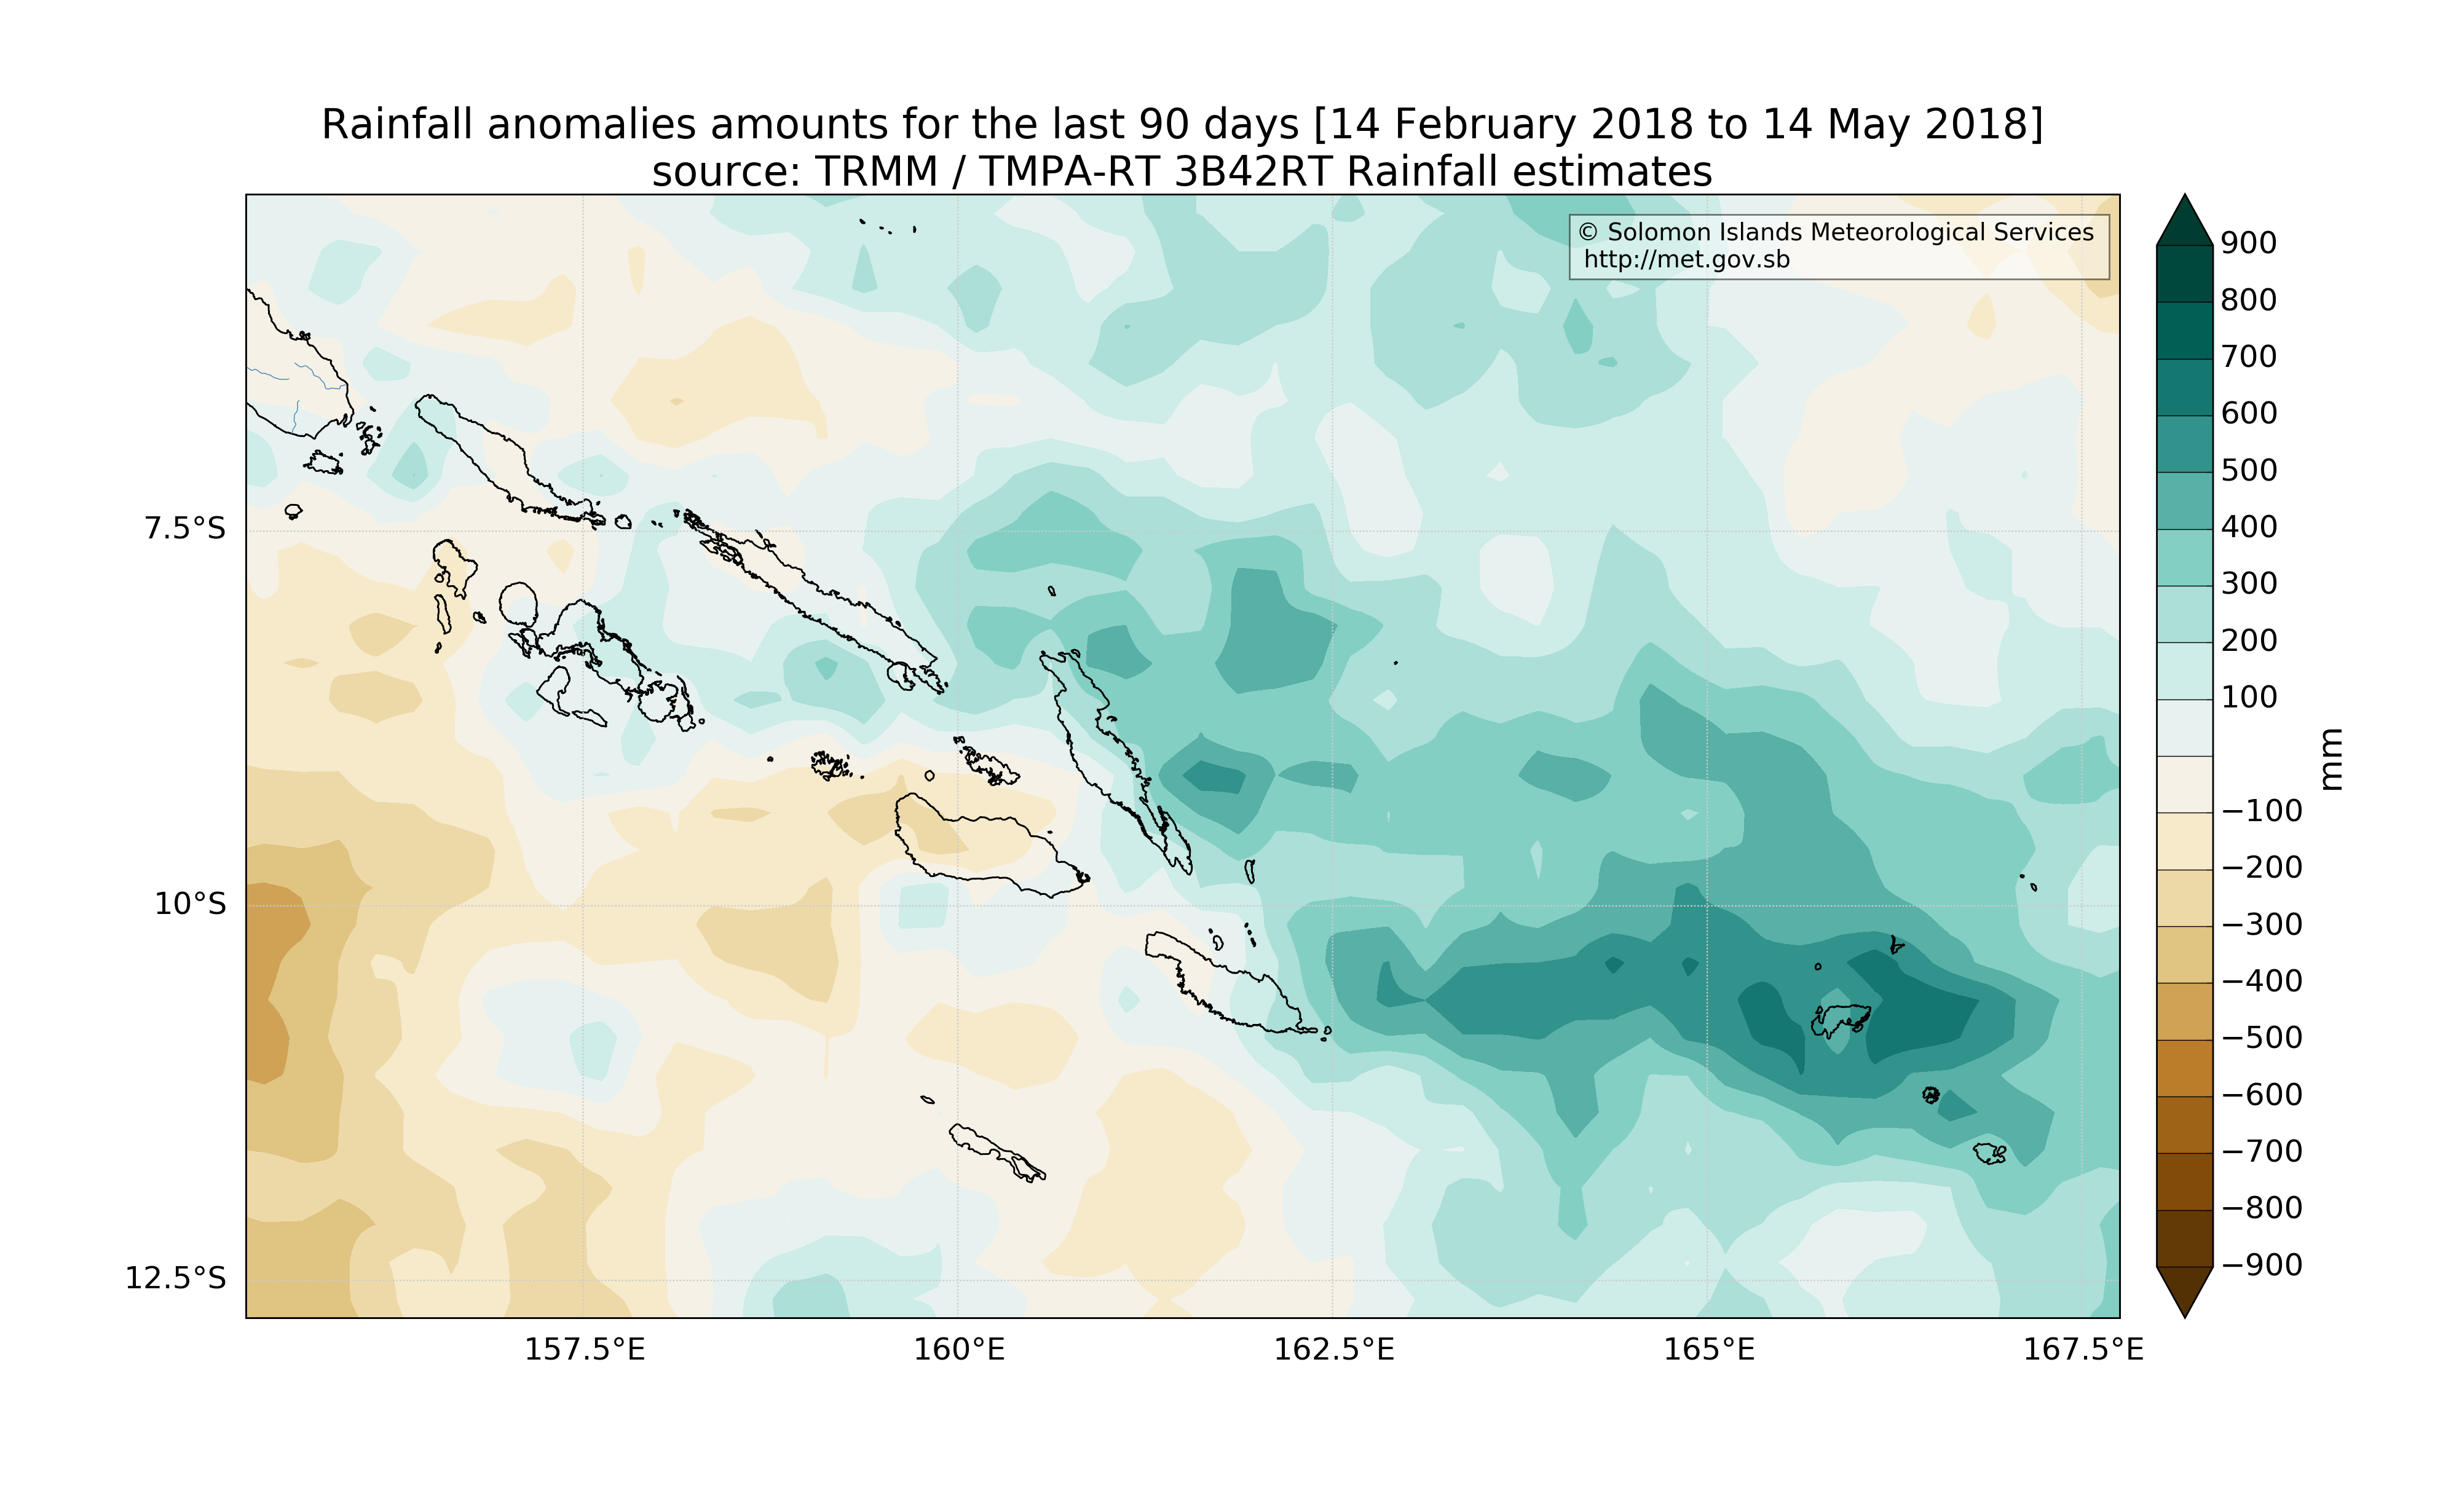 Rainfall anomalies amounts for the last 90 days [14 February 2018 to 14 May 2018]
source: TRMM / TMPA-RT 3B42RT Rainfall estimates
© Solomon Islands Meteorological Services
http://met.gov.sb
7.5°S
10°S
12.5°S
157.5°E
160°E
162.5°E
165°E
167.5°E
900
800
700
600
500
400
300
200
100
−100
−200
−300
−400
−500
−600
−700
−800
−900
mm